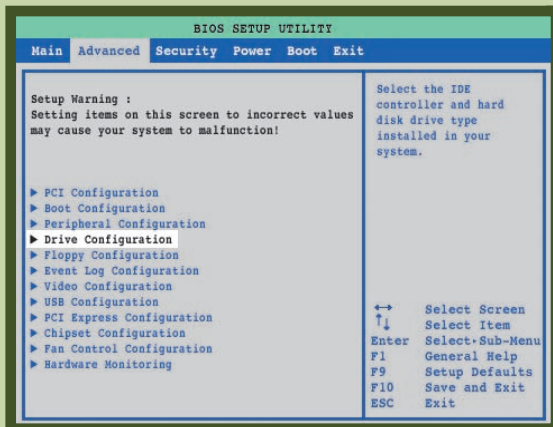 BIOS SETUP UTILITY
Main Advanced Security Power Boot Exit
Setup Warning :
Setting items on this screen to incorrect values
may cause your system to malfunction!
▶ PCI Configuration
▶ Boot Configuration
▶ Peripheral Configuration
▶ Drive Configuration
▶ Floppy Configuration
▶ Event Log Configuration
▶ Video Configuration
▶ USB Configuration
▶ PCI Express Configuration
▶ Chipset Configuration
▶ Fan Control Configuration
▶ Hardware Monitoring
Select the IDE
controller and hard
disk drive type
installed in your
system.
↔ Select Screen
↑↓ Select Item
Enter Select▸Sub-Menu
F1 General Help
F9 Setup Defaults
F10 Save and Exit
ESC Exit